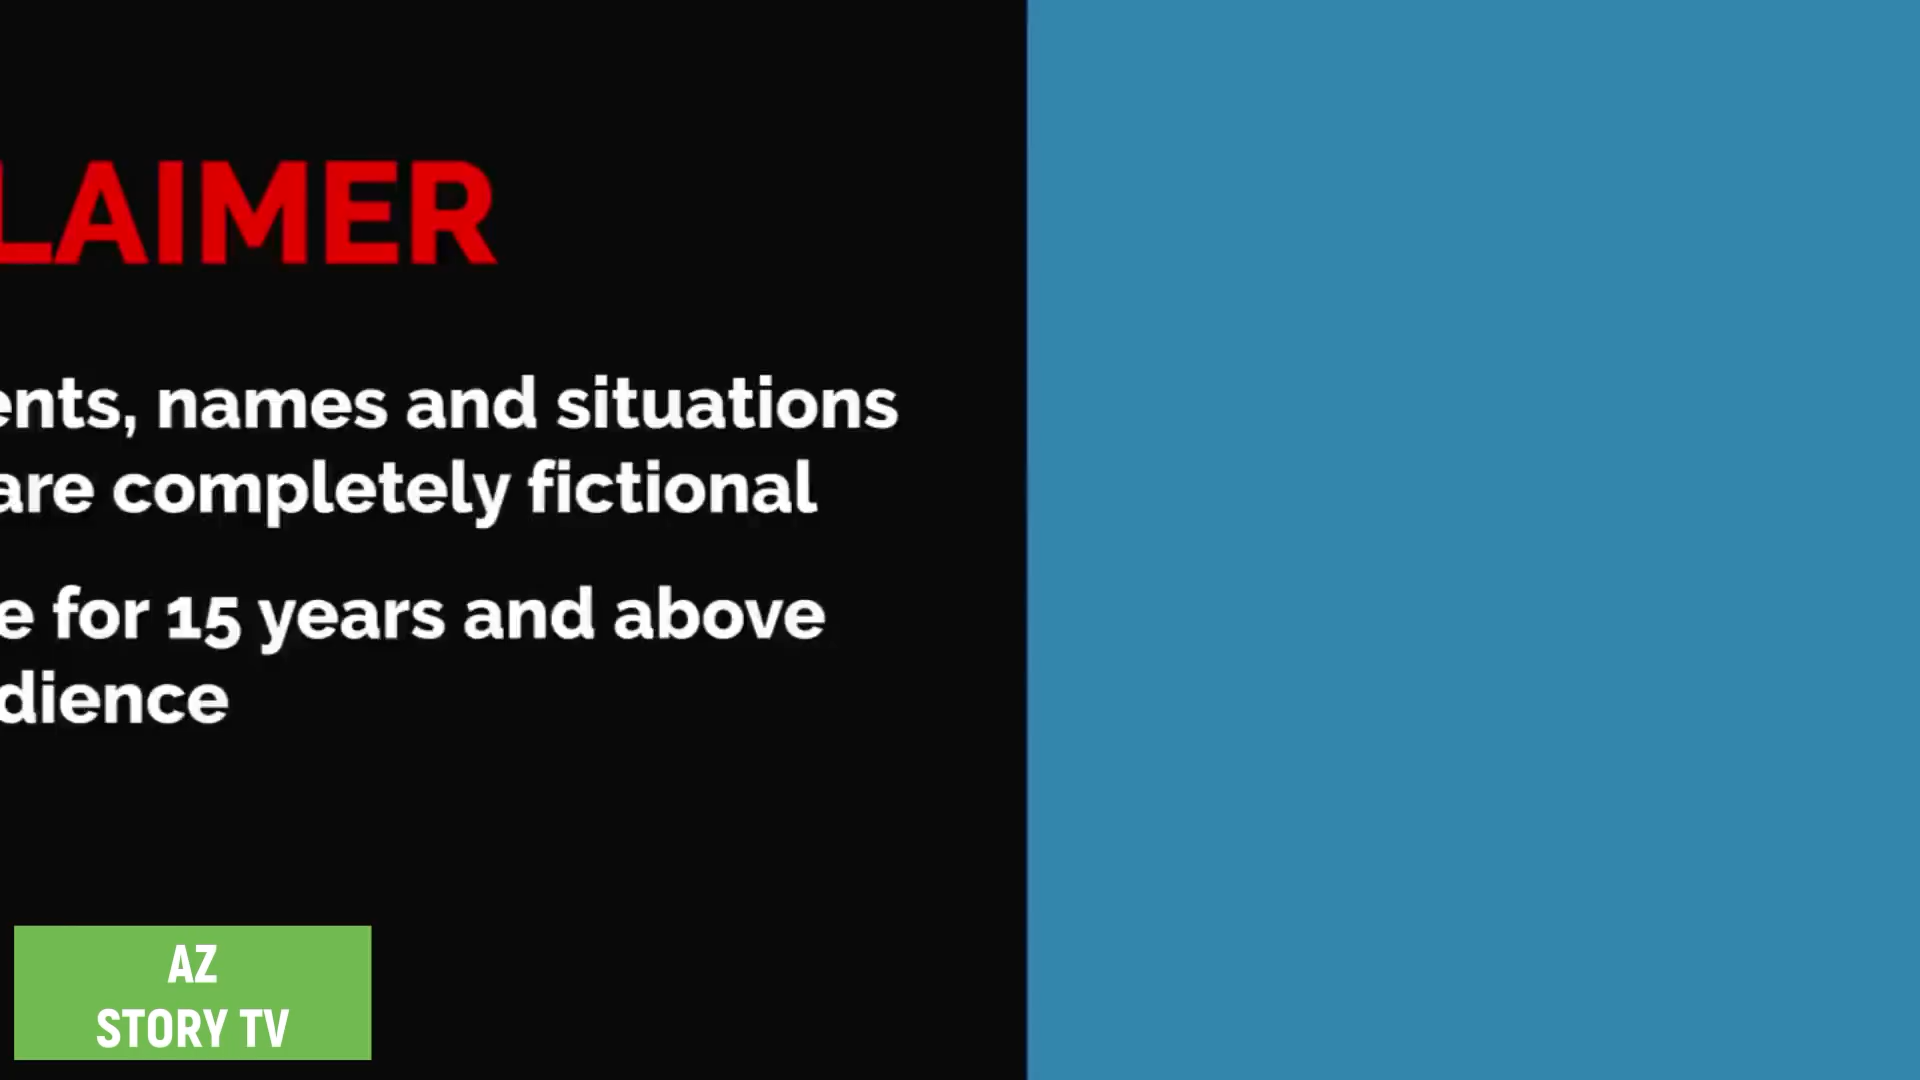 LAIMER
ents, names and situations
are completely fictional
e for 15 years and above
dience
AZ
STORY TV